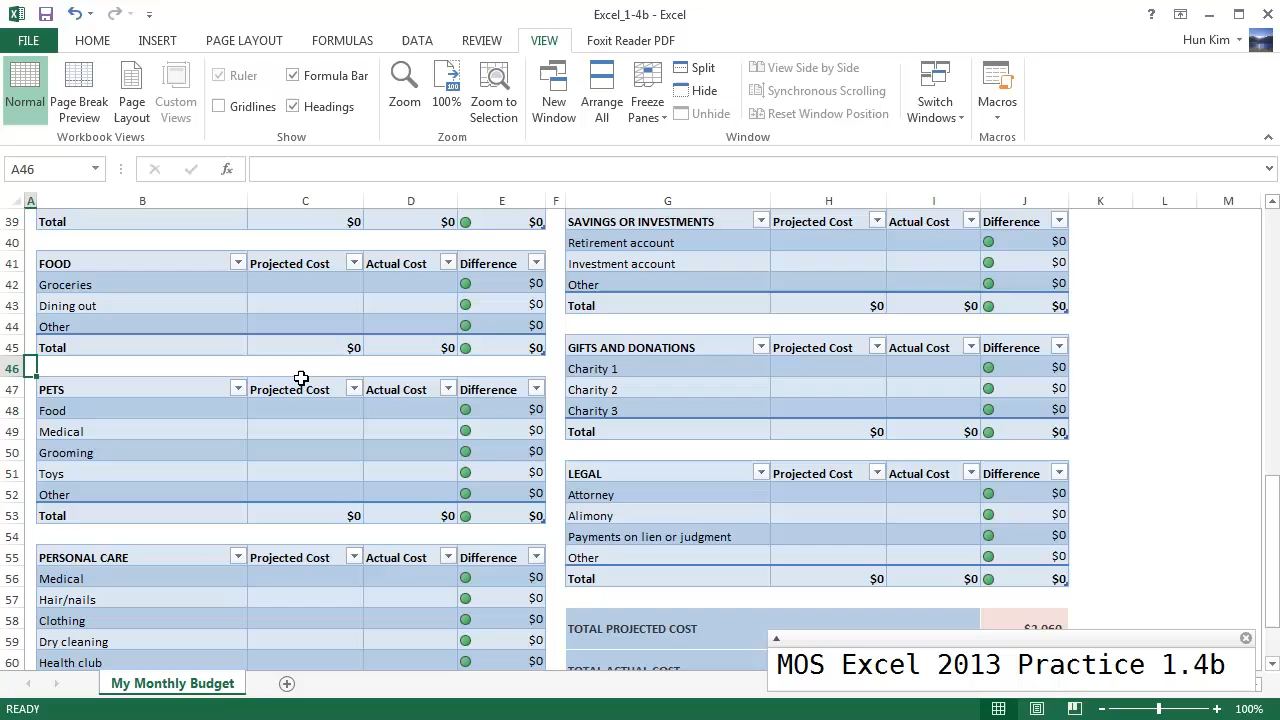 Excel_1-4b - Excel
FILE HOME INSERT PAGE LAYOUT FORMULAS DATA REVIEW VIEW Foxit Reader PDF Hun Kim
Normal Page Break Preview Page Layout Custom Views
Workbook Views
Ruler Formula Bar
Gridlines Headings
Show
Zoom 100% Zoom to Selection
Zoom
New Window Arrange All Freeze Panes
Split
Hide
Unhide
View Side by Side
Synchronous Scrolling
Reset Window Position
Window
Switch Windows
Macros
Macros
A46 fx
A B C D E F G H I J K L M
39 Total $0 $0 $0 SAVINGS OR INVESTMENTS Projected Cost Actual Cost Difference
40 Retirement account $0
41 FOOD Projected Cost Actual Cost Difference Investment account $0
42 Groceries $0 Other $0
43 Dining out $0 Total $0 $0 $0
44 Other $0
45 Total $0 $0 $0 GIFTS AND DONATIONS Projected Cost Actual Cost Difference
46 Charity 1 $0
47 PETS Projected Cost Actual Cost Difference Charity 2 $0
48 Food $0 Charity 3 $0
49 Medical $0 Total $0 $0 $0
50 Grooming $0
51 Toys $0 LEGAL Projected Cost Actual Cost Difference
52 Other $0 Attorney $0
53 Total $0 $0 $0 Alimony $0
54 Payments on lien or judgment $0
55 PERSONAL CARE Projected Cost Actual Cost Difference Other $0
56 Medical $0 Total $0 $0 $0
57 Hair/nails $0
58 Clothing $0 TOTAL PROJECTED COST
59 Dry cleaning $0
60 Health club $0 TOTAL ACTUAL COST
MOS Excel 2013 Practice 1.4b
My Monthly Budget
READY 100%